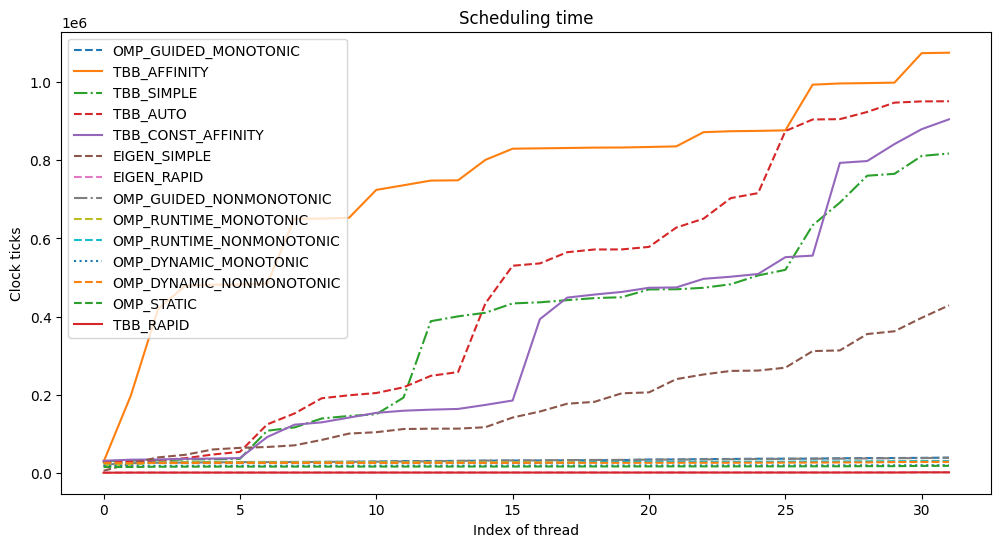 Scheduling time
1e6
OMP_GUIDED_MONOTONIC
TBB_AFFINITY
TBB_SIMPLE
TBB_AUTO
TBB_CONST_AFFINITY
EIGEN_SIMPLE
EIGEN_RAPID
OMP_GUIDED_NONMONOTONIC
OMP_RUNTIME_MONOTONIC
OMP_RUNTIME_NONMONOTONIC
OMP_DYNAMIC_MONOTONIC
OMP_DYNAMIC_NONMONOTONIC
OMP_STATIC
TBB_RAPID
Clock ticks
1.0
0.8
0.6
0.4
0.2
0.0
0 5 10 15 20 25 30
Index of thread